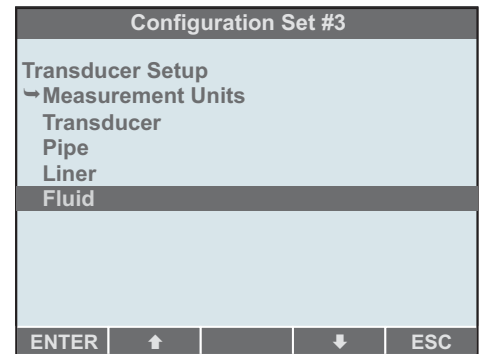 Configuration Set #3
Transducer Setup
➥Measurement Units
Transducer
Pipe
Liner
Fluid
ENTER ⬆ ⬇ ESC